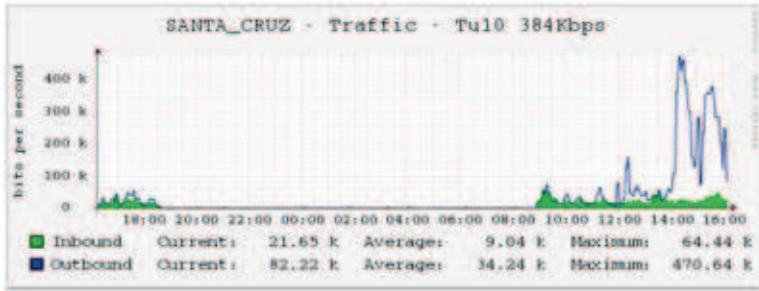 SANTA_CRUZ - Traffic - Tu10 384Kbps
bits per second
400 k
300 k
200 k
100 k
0
18:00 20:00 22:00 00:00 02:00 04:00 06:00 08:00 10:00 12:00 14:00 16:00
Inbound Current: 21.65 k Average: 9.04 k Maximum: 64.44 k
Outbound Current: 82.22 k Average: 34.24 k Maximum: 470.64 k